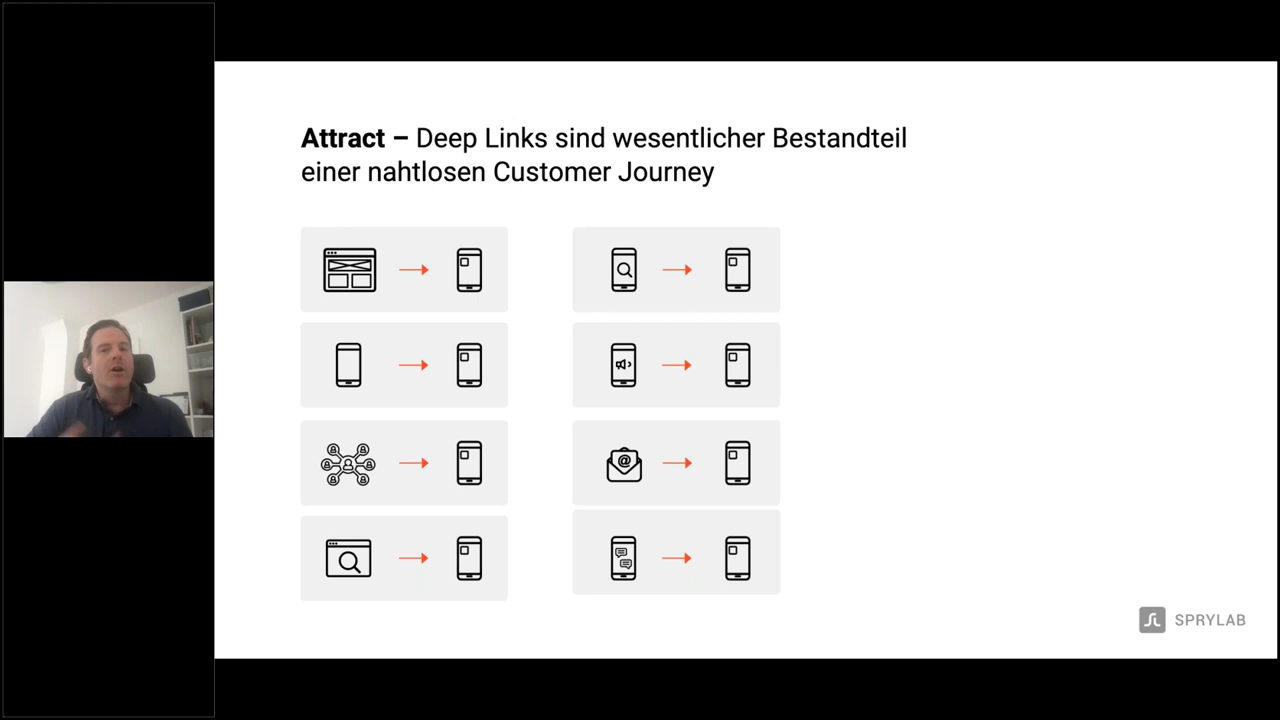 Attract – Deep Links sind wesentlicher Bestandteil
einer nahtlosen Customer Journey
@
SPRYLAB